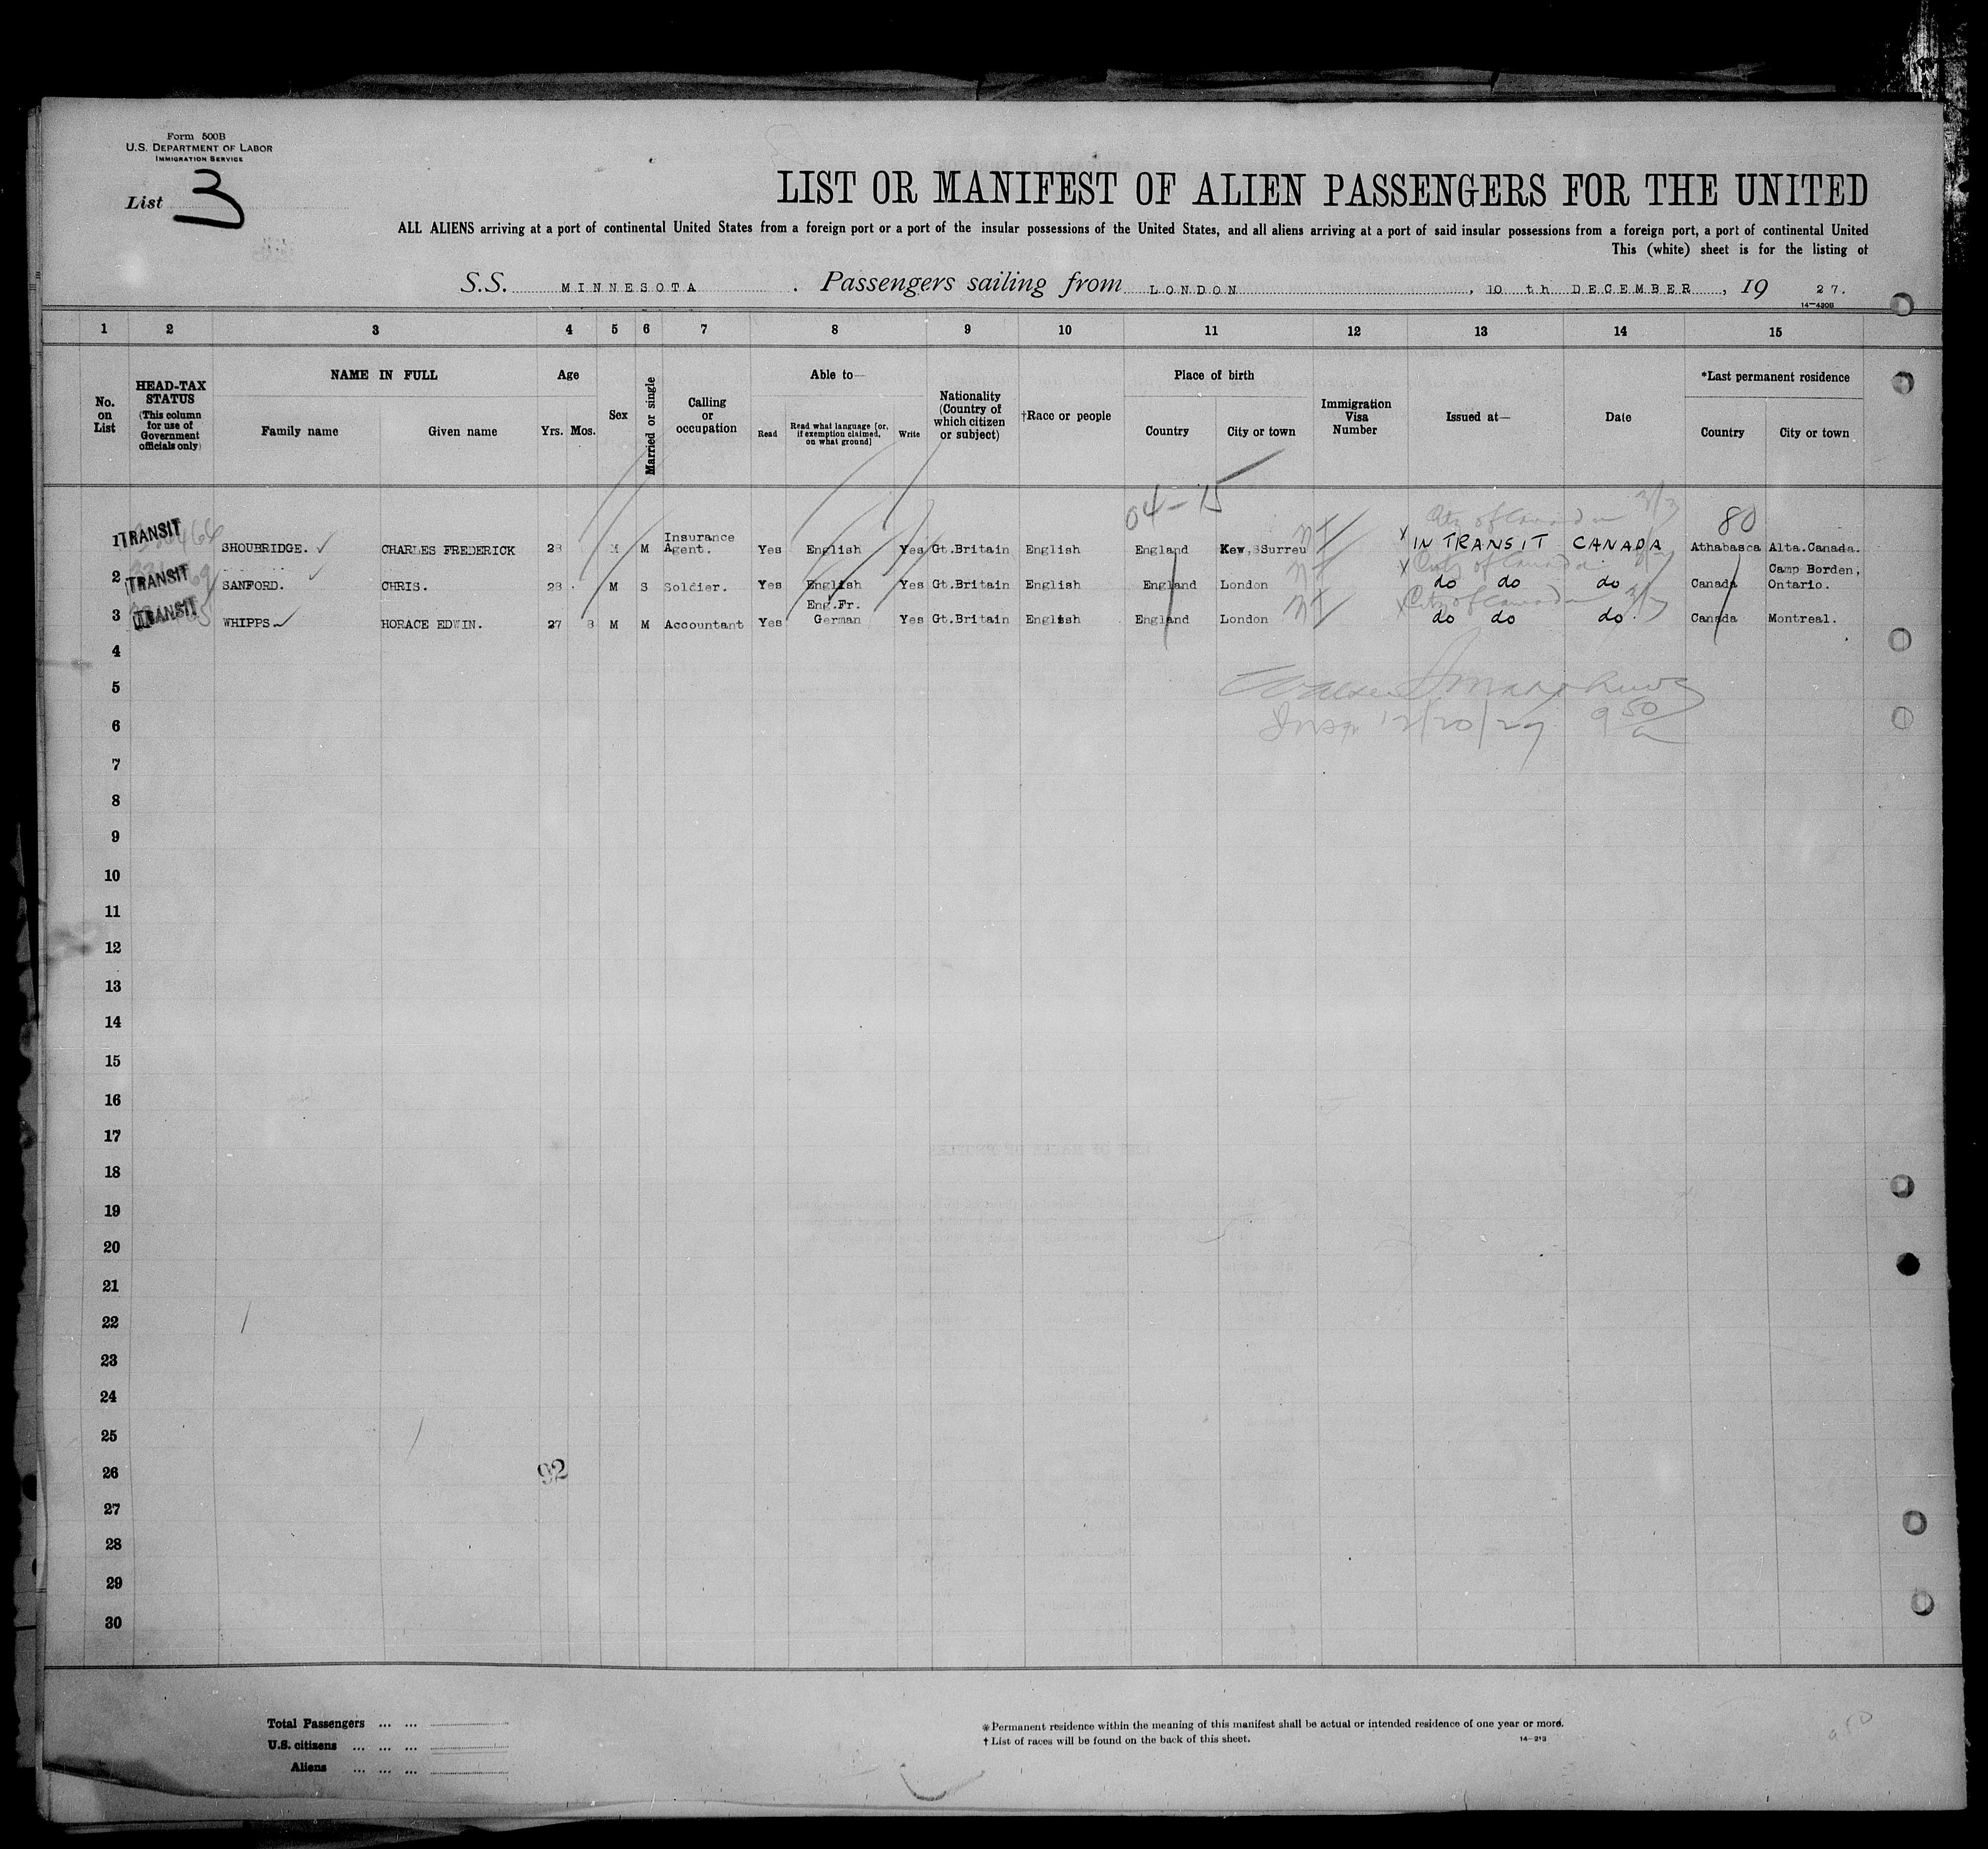 Form 500B
U.S. DEPARTMENT OF LABOR
IMMIGRATION SERVICE
List 3
LIST OR MANIFEST OF ALIEN PASSENGERS FOR THE UNITED
ALL ALIENS arriving at a port of continental United States from a foreign port or a port of the insular possessions of the United States, and all aliens arriving at a port of said insular possessions from a foreign port, a port of continental United
This (white) sheet is for the listing of
S.S. MINNESOTA . Passengers sailing from LONDON , 10 th DECEMBER , 19 27.
14-430B
1 2 3 4 5 6 7 8 9 10 11 12 13 14 15
No. on List
HEAD-TAX STATUS (This column for use of Government officials only)
NAME IN FULL
Family name Given name
Age
Yrs. Mos.
Sex
Married or single
Calling or occupation
Able to—
Read Read what language [or, if exemption claimed, on what ground] Write
Nationality (Country of which citizen or subject)
†Race or people
Place of birth
Country City or town
Immigration Visa Number
Issued at—
Date
*Last permanent residence
Country City or town
04-15
80
1 TRANSIT SHOUBRIDGE. CHARLES FREDERICK 28 M M Insurance Agent. Yes English Yes Gt.Britain English England Kew, SSurreu IN TRANSIT CANADA Athabasca Alta.Canada.
2 TRANSIT SANFORD. CHRIS. 28 M S Soldier. Yes English Yes Gt.Britain English England London do do do Canada Camp Borden, Ontario.
3 TRANSIT WHIPPS HORACE EDWIN. 27 8 M M Accountant Yes Eng.Fr. German Yes Gt.Britain English England London do do do Canada Montreal.
4
5
6 12/20/27 9 50 a
7
8
9
10
11
12
13
14
15
16
17
18
19
20
21
22
23
24
25
26
92
27
28
29
30
Total Passengers ... ...
U.S. citizens ... ... ...
Aliens ... ... ...
* Permanent residence within the meaning of this manifest shall be actual or intended residence of one year or more.
† List of races will be found on the back of this sheet.
14-213